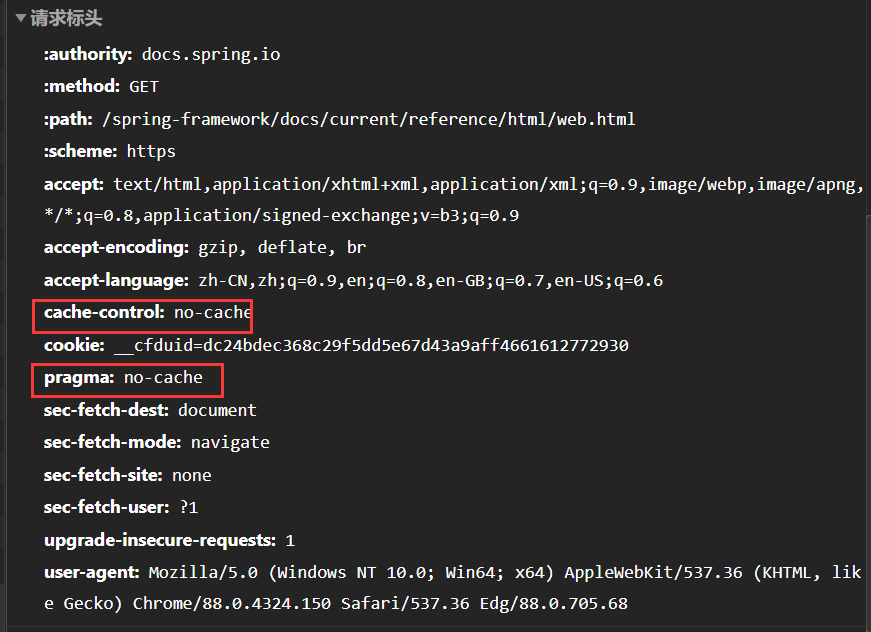 请求标头
:authority: docs.spring.io
:method: GET
:path: /spring-framework/docs/current/reference/html/web.html
:scheme: https
accept: text/html,application/xhtml+xml,application/xml;q=0.9,image/webp,image/apng,
*/*;q=0.8,application/signed-exchange;v=b3;q=0.9
accept-encoding: gzip, deflate, br
accept-language: zh-CN,zh;q=0.9,en;q=0.8,en-GB;q=0.7,en-US;q=0.6
cache-control: no-cache
cookie: __cfduid=dc24bdec368c29f5dd5e67d43a9aff4661612772930
pragma: no-cache
sec-fetch-dest: document
sec-fetch-mode: navigate
sec-fetch-site: none
sec-fetch-user: ?1
upgrade-insecure-requests: 1
user-agent: Mozilla/5.0 (Windows NT 10.0; Win64; x64) AppleWebKit/537.36 (KHTML, lik
e Gecko) Chrome/88.0.4324.150 Safari/537.36 Edg/88.0.705.68